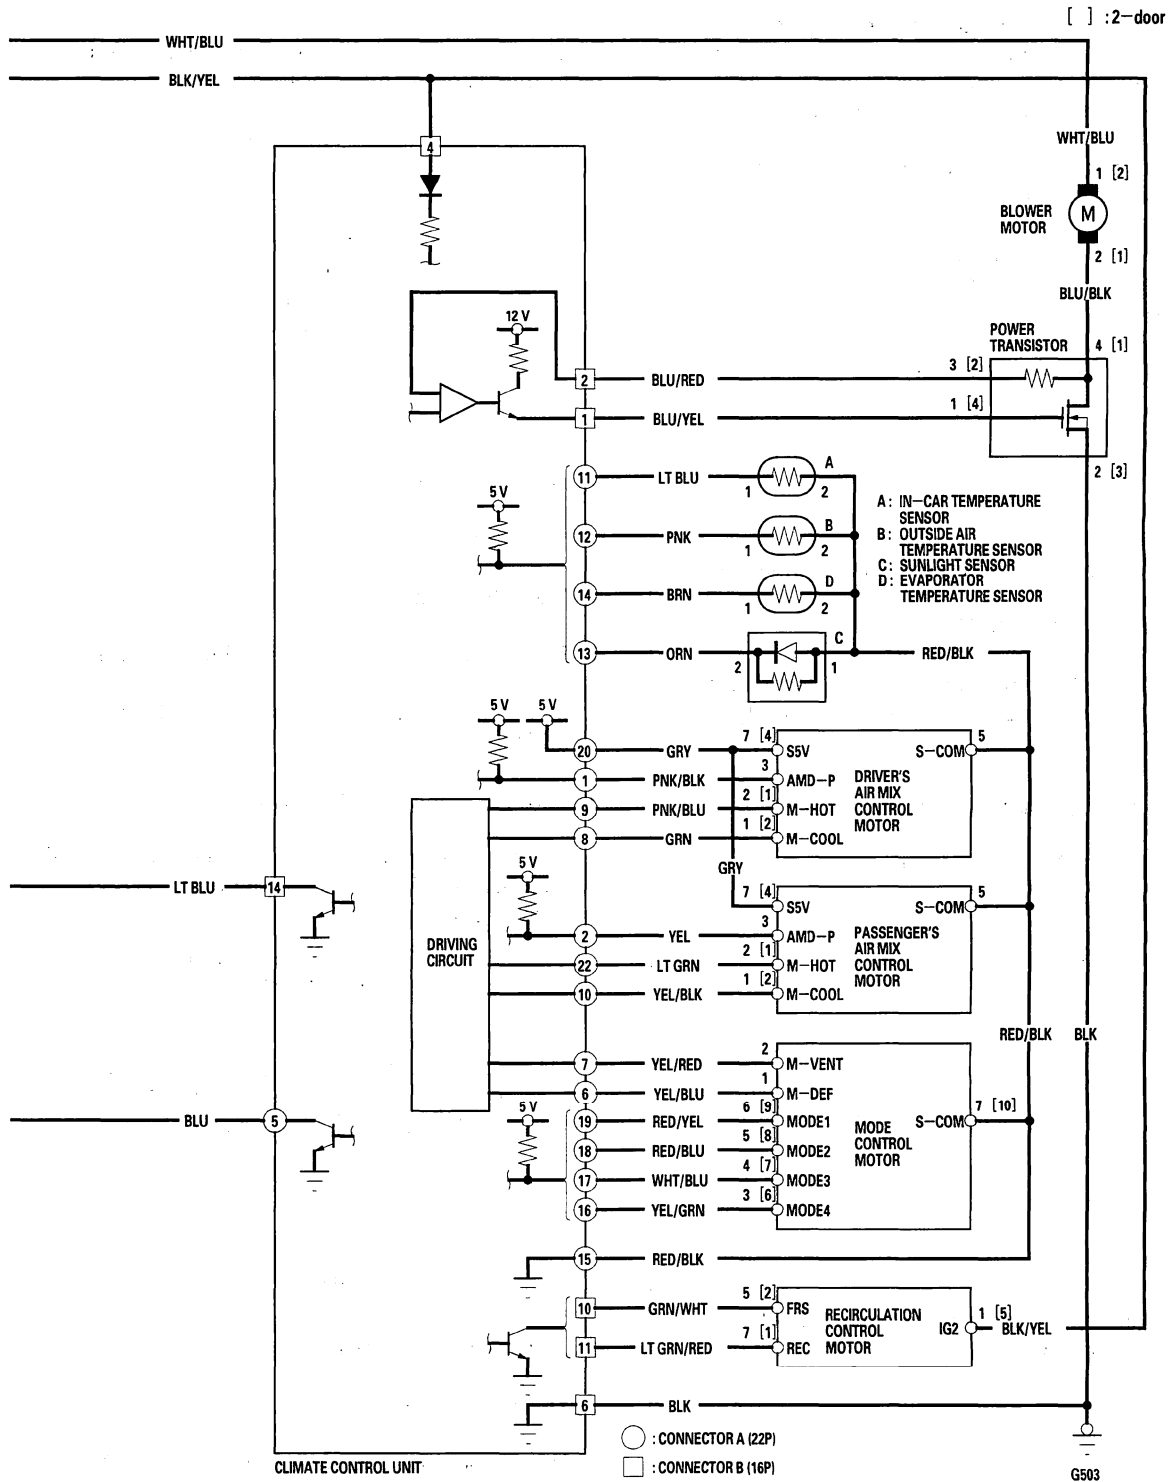 [ ] : 2-door
WHT/BLU
BLK/YEL
WHT/BLU
4
1 [2]
BLOWER
MOTOR
M
2 [1]
BLU/BLK
12 V
POWER
TRANSISTOR
4 [1]
3 [2]
2
BLU/RED
1 [4]
1
BLU/YEL
2 [3]
11
LT BLU
1
2
A
5 V
12
PNK
1
2
B
14
BRN
1
2
D
A : IN-CAR TEMPERATURE
SENSOR
B : OUTSIDE AIR
TEMPERATURE SENSOR
C : SUNLIGHT SENSOR
D : EVAPORATOR
TEMPERATURE SENSOR
13
ORN
2
1
C
RED/BLK
5 V
5 V
20
GRY
7 [4]
S5V
S-COM
5
1
PNK/BLK
3
AMD-P
DRIVER'S
AIR MIX
CONTROL
MOTOR
9
PNK/BLU
2 [1]
M-HOT
8
GRN
1 [2]
M-COOL
GRY
5 V
LT BLU
14
7 [4]
S5V
S-COM
5
DRIVING
CIRCUIT
2
YEL
3
AMD-P
PASSENGER'S
AIR MIX
CONTROL
MOTOR
22
LT GRN
2 [1]
M-HOT
10
YEL/BLK
1 [2]
M-COOL
RED/BLK
BLK
7
YEL/RED
2
M-VENT
6
YEL/BLU
1
M-DEF
BLU
5
5 V
19
RED/YEL
6 [9]
MODE1
S-COM
7 [10]
MODE
CONTROL
MOTOR
18
RED/BLU
5 [8]
MODE2
17
WHT/BLU
4 [7]
MODE3
16
YEL/GRN
3 [6]
MODE4
15
RED/BLK
10
GRN/WHT
5 [2]
FRS
RECIRCULATION
CONTROL
MOTOR
IG2
1 [5]
BLK/YEL
11
LT GRN/RED
7 [1]
REC
6
BLK
CLIMATE CONTROL UNIT
: CONNECTOR A (22P)
: CONNECTOR B (16P)
G503